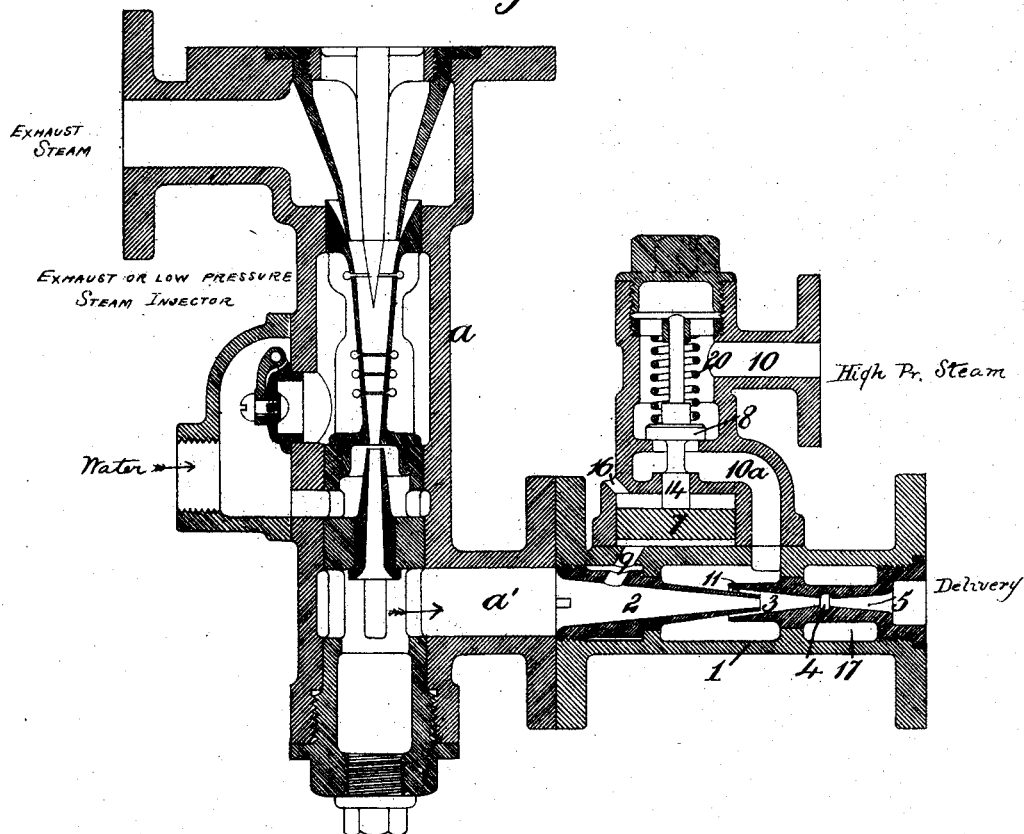 EXHAUST
STEAM
EXHAUST OR LOW PRESSURE
STEAM INJECTOR
a
20
10
High Pr. Steam
8
Water
16
10a
14
7
9
11
Delivery
a'
2
3
5
1
4
17